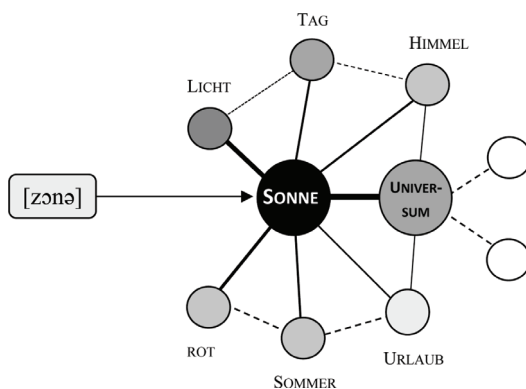 TAG
HIMMEL
LICHT
[zɔnə]
SONNE
UNIVER-
SUM
ROT
SOMMER
URLAUB